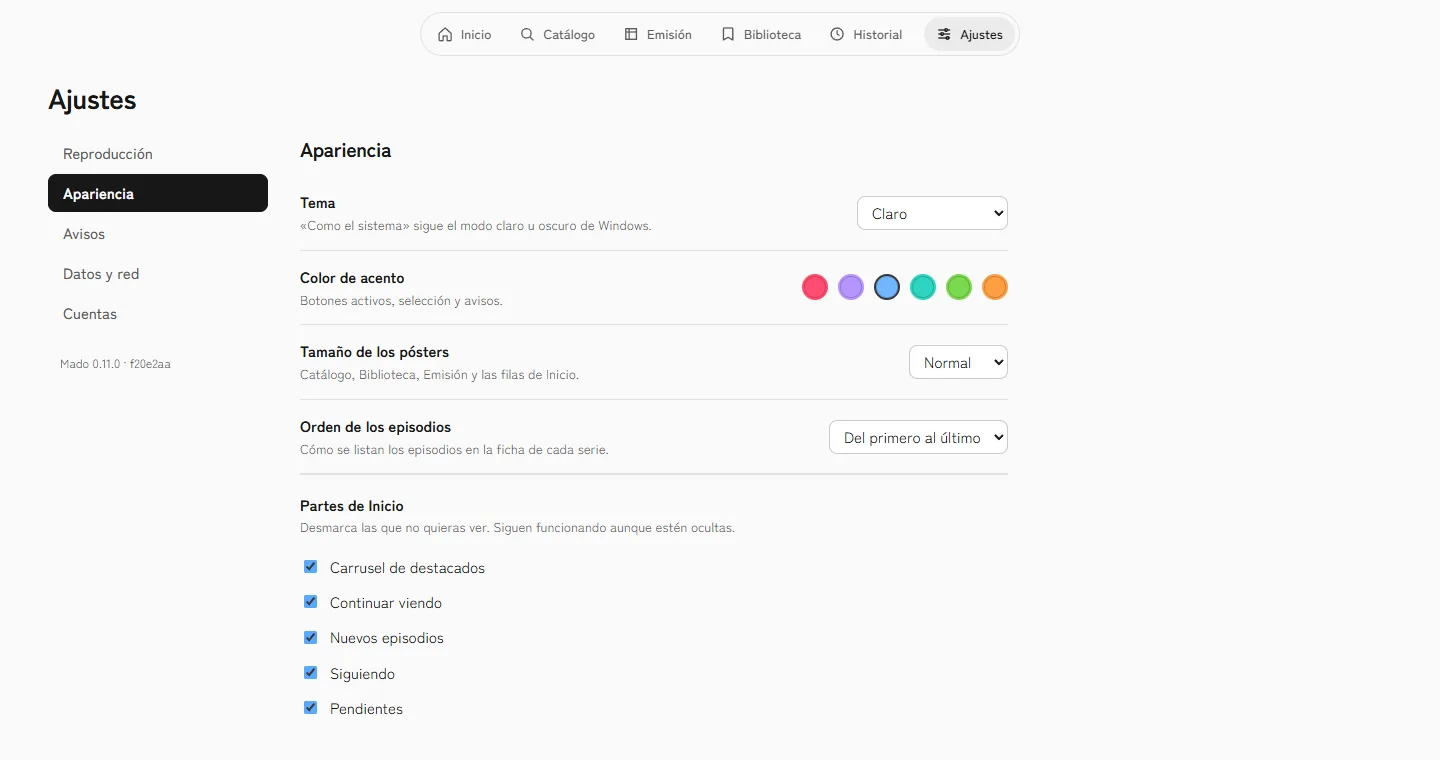 Inicio
Catálogo
Emisión
Biblioteca
Historial
Ajustes
Ajustes
Reproducción
Apariencia
Avisos
Datos y red
Cuentas
Mado 0.11.0 · f20e2aa
Apariencia
Tema
«Como el sistema» sigue el modo claro u oscuro de Windows.
Claro
Color de acento
Botones activos, selección y avisos.
Tamaño de los pósters
Catálogo, Biblioteca, Emisión y las filas de Inicio.
Normal
Orden de los episodios
Cómo se listan los episodios en la ficha de cada serie.
Del primero al último
Partes de Inicio
Desmarca las que no quieras ver. Siguen funcionando aunque estén ocultas.
Carrusel de destacados
Continuar viendo
Nuevos episodios
Siguiendo
Pendientes